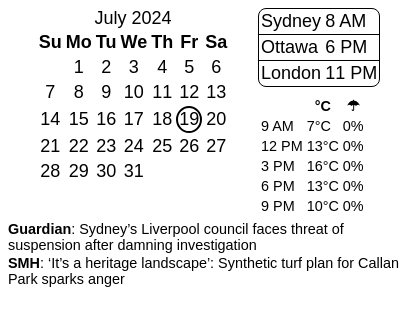 July 2024
Su Mo Tu We Th Fr Sa
1 2 3 4 5 6
7 8 9 10 11 12 13
14 15 16 17 18 19 20
21 22 23 24 25 26 27
28 29 30 31
Sydney 8 AM
Ottawa 6 PM
London 11 PM
°C ☂
9 AM 7°C 0%
12 PM 13°C 0%
3 PM 16°C 0%
6 PM 13°C 0%
9 PM 10°C 0%
Guardian: Sydney’s Liverpool council faces threat of
suspension after damning investigation
SMH: ‘It’s a heritage landscape’: Synthetic turf plan for Callan
Park sparks anger